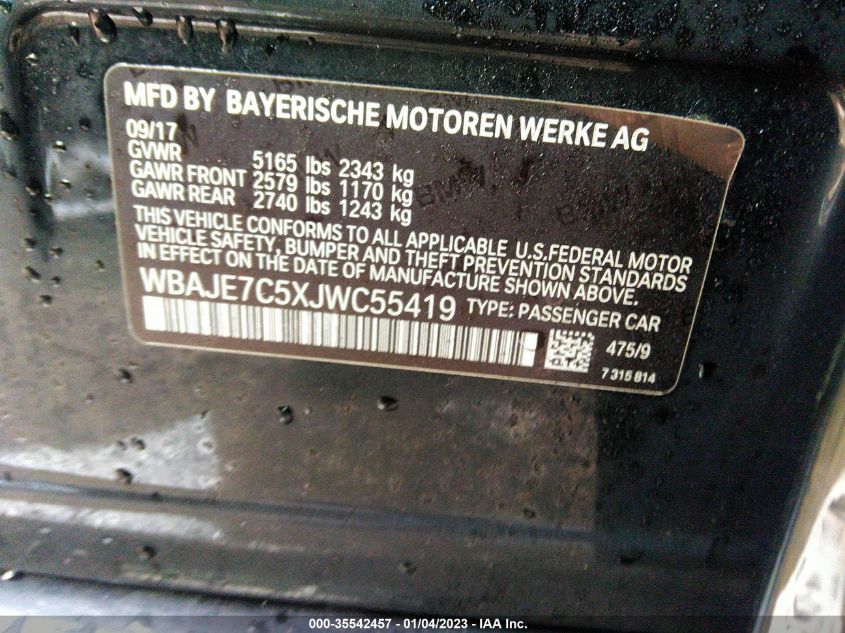 MFD BY BAYERISCHE MOTOREN WERKE AG
09/17
GVWR 5165 lbs 2343 kg
GAWR FRONT 2579 lbs 1170 kg
GAWR REAR 2740 lbs 1243 kg
THIS VEHICLE CONFORMS TO ALL APPLICABLE U.S.FEDERAL MOTOR
VEHICLE SAFETY, BUMPER AND THEFT PREVENTION STANDARDS
IN EFFECT ON THE DATE OF MANUFACTURE SHOWN ABOVE.
WBAJE7C5XJWC55419 TYPE: PASSENGER CAR
475/9
7 315 814
000-35542457 - 01/04/2023 - IAA Inc.